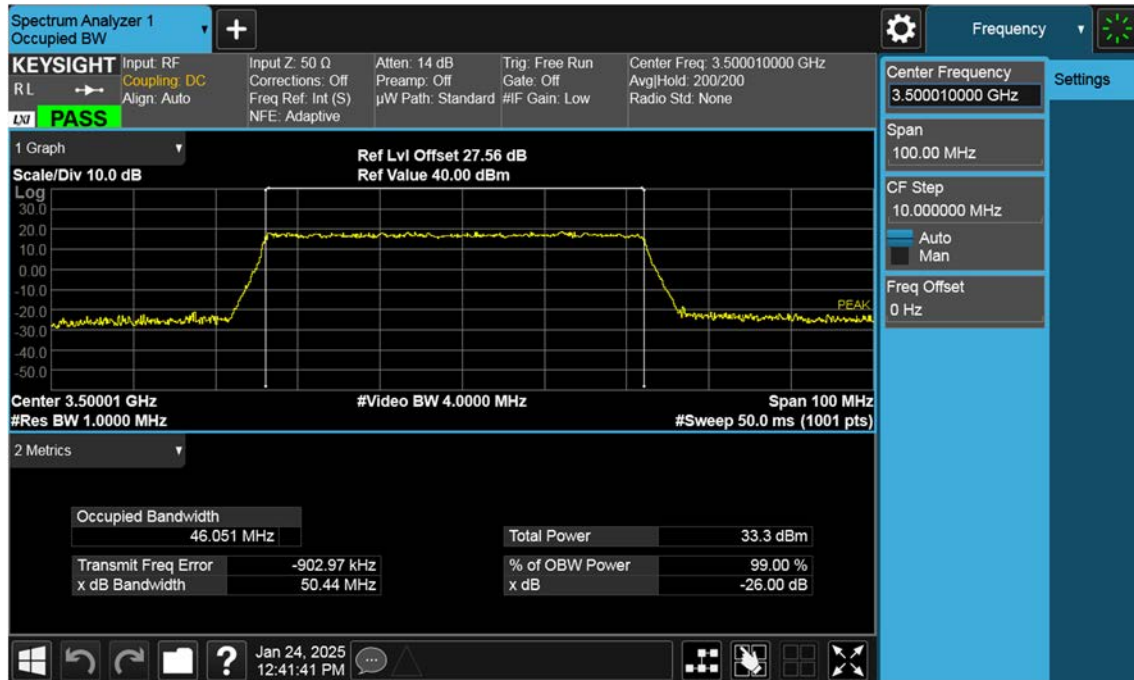 Spectrum Analyzer 1
Occupied BW
+
Frequency
KEYSIGHT
R L
LXI
PASS
Input: RF
Coupling: DC
Align: Auto
Input Z: 50 Ω
Corrections: Off
Freq Ref: Int (S)
NFE: Adaptive
Atten: 14 dB
Preamp: Off
µW Path: Standard
Trig: Free Run
Gate: Off
#IF Gain: Low
Center Freq: 3.500010000 GHz
Avg|Hold: 200/200
Radio Std: None
1 Graph
Scale/Div 10.0 dB
Ref Lvl Offset 27.56 dB
Ref Value 40.00 dBm
Log
30.0
20.0
10.0
0.00
-10.0
-20.0
-30.0
-40.0
-50.0
PEAK
Center 3.50001 GHz
#Res BW 1.0000 MHz
#Video BW 4.0000 MHz
Span 100 MHz
#Sweep 50.0 ms (1001 pts)
2 Metrics
Occupied Bandwidth
46.051 MHz
Transmit Freq Error -902.97 kHz
x dB Bandwidth 50.44 MHz
Total Power 33.3 dBm
% of OBW Power 99.00 %
x dB -26.00 dB
Center Frequency
3.500010000 GHz
Settings
Span
100.00 MHz
CF Step
10.000000 MHz
Auto
Man
Freq Offset
0 Hz
?
Jan 24, 2025
12:41:41 PM